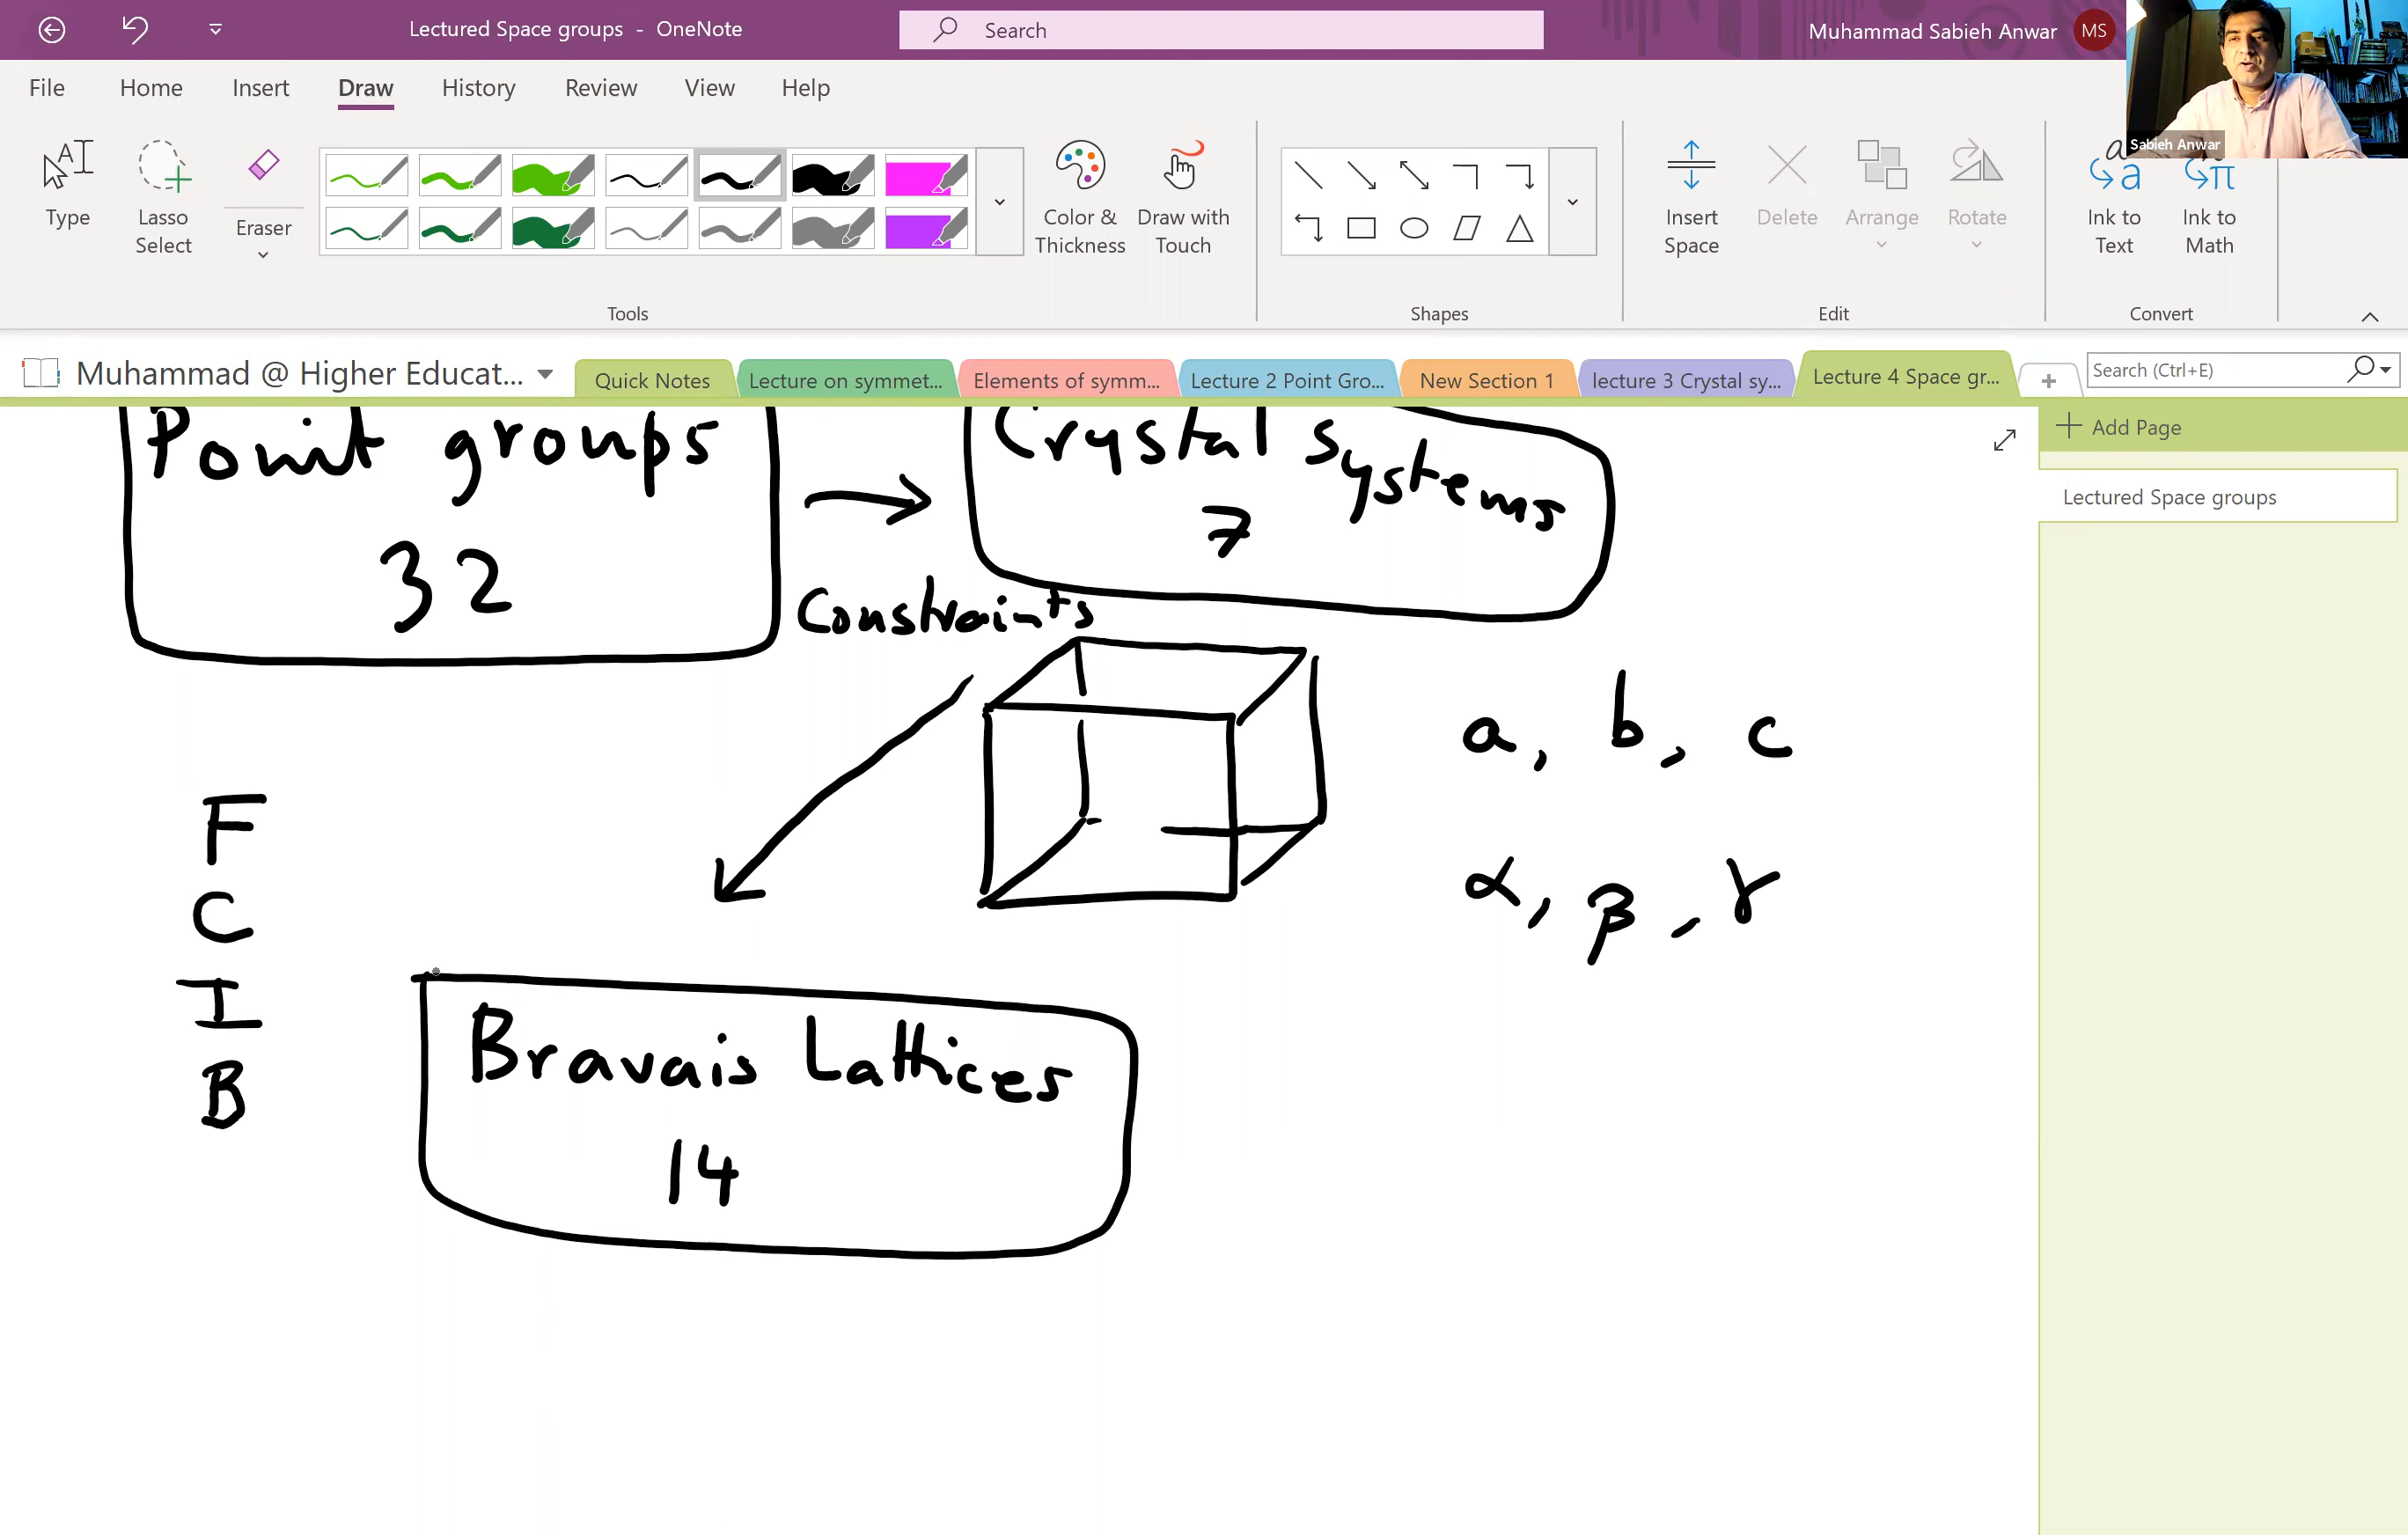 Lectured Space groups - OneNote
Search
Muhammad Sabieh Anwar
MS
Sabieh Anwar
File Home Insert Draw History Review View Help
Type
Lasso Select
Eraser
Color & Thickness
Draw with Touch
Insert Space
Delete
Arrange
Rotate
Ink to Text
Ink to Math
Tools
Shapes
Edit
Convert
Muhammad @ Higher Educat...
Quick Notes
Lecture on symmet...
Elements of symm...
Lecture 2 Point Gro...
New Section 1
lecture 3 Crystal sy...
Lecture 4 Space gr...
Search (Ctrl+E)
Add Page
Lectured Space groups
Point groups
32
Crystal Systems
7
Constraints
a, b, c
α, β, γ
F
C
I
B
Bravais Lattices
14